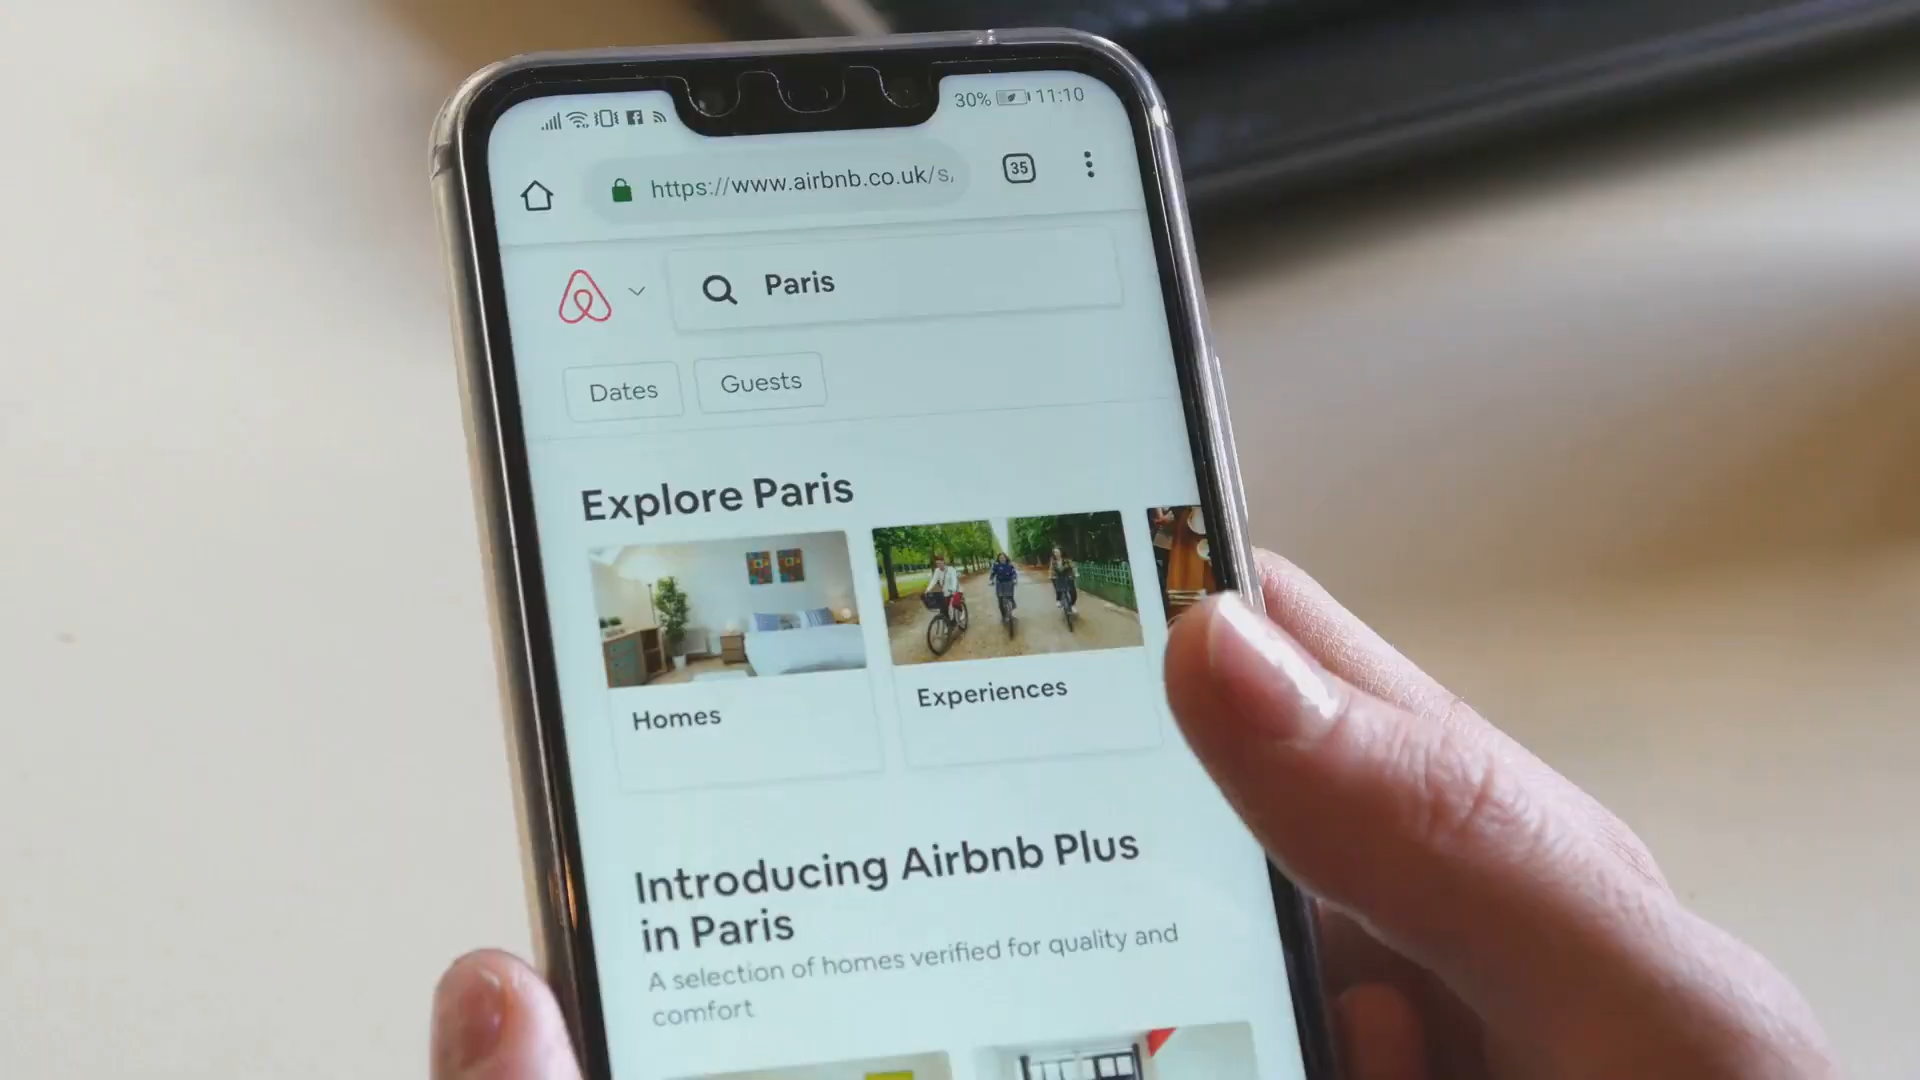 30% 11:10
https://www.airbnb.co.uk/s,
35
Paris
Dates
Guests
Explore Paris
Homes
Experiences
Introducing Airbnb Plus
in Paris
A selection of homes verified for quality and
comfort